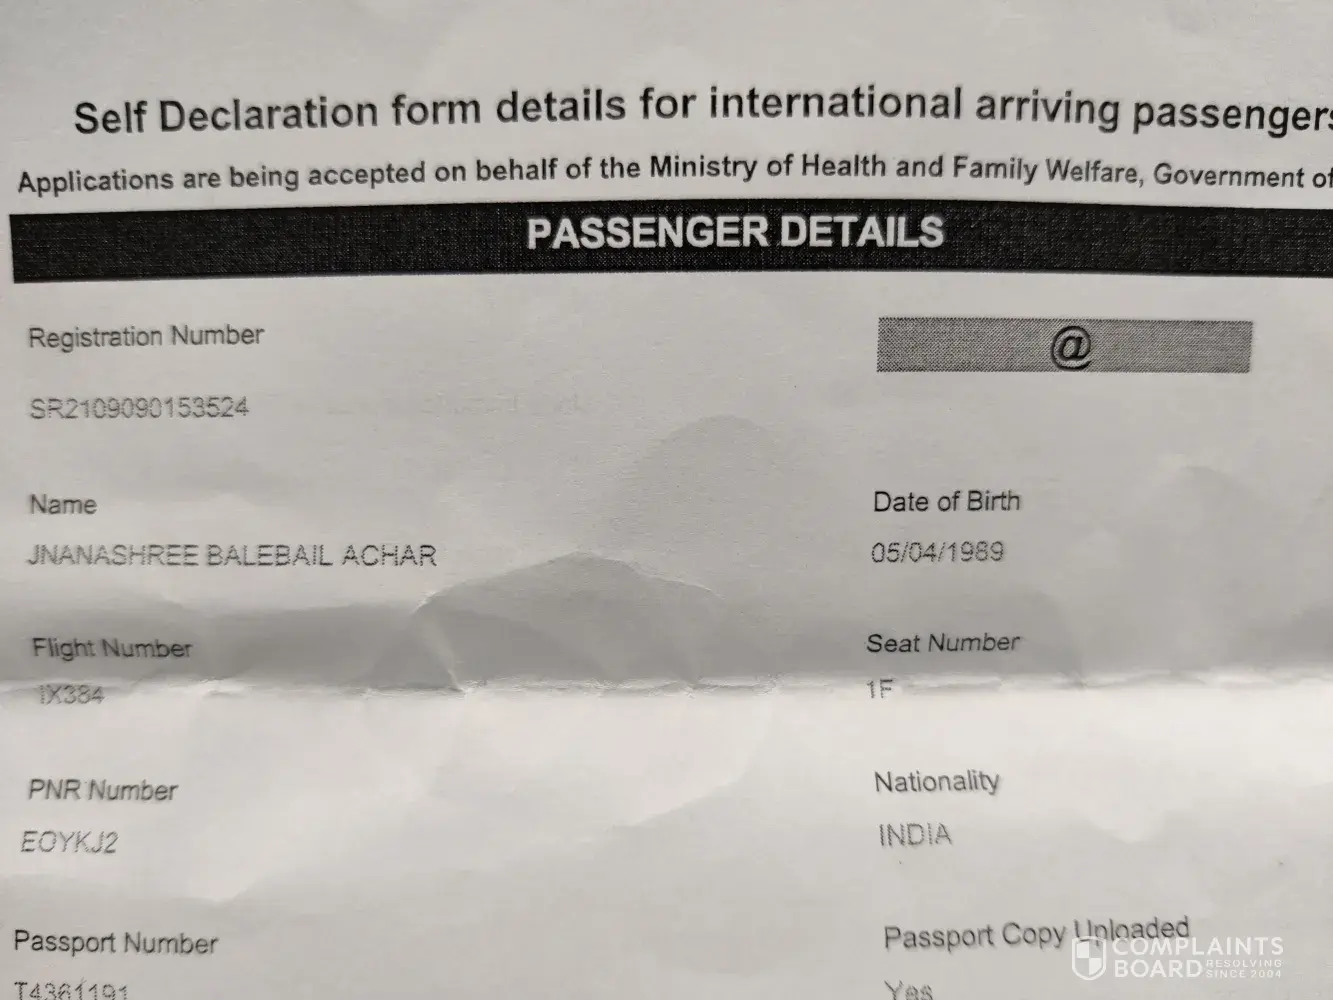 Self Declaration form details for international arriving passengers
Applications are being accepted on behalf of the Ministry of Health and Family Welfare, Government of
PASSENGER DETAILS
Registration Number
@
SR2109090153524
Name
Date of Birth
JNANASHREE BALEBAIL ACHAR
05/04/1989
Flight Number
Seat Number
IX384
1F
PNR Number
Nationality
EOYKJ2
INDIA
Passport Number
Passport Copy Uploaded
T4361191
Yes
COMPLAINTS
BOARD RESOLVING SINCE 2004